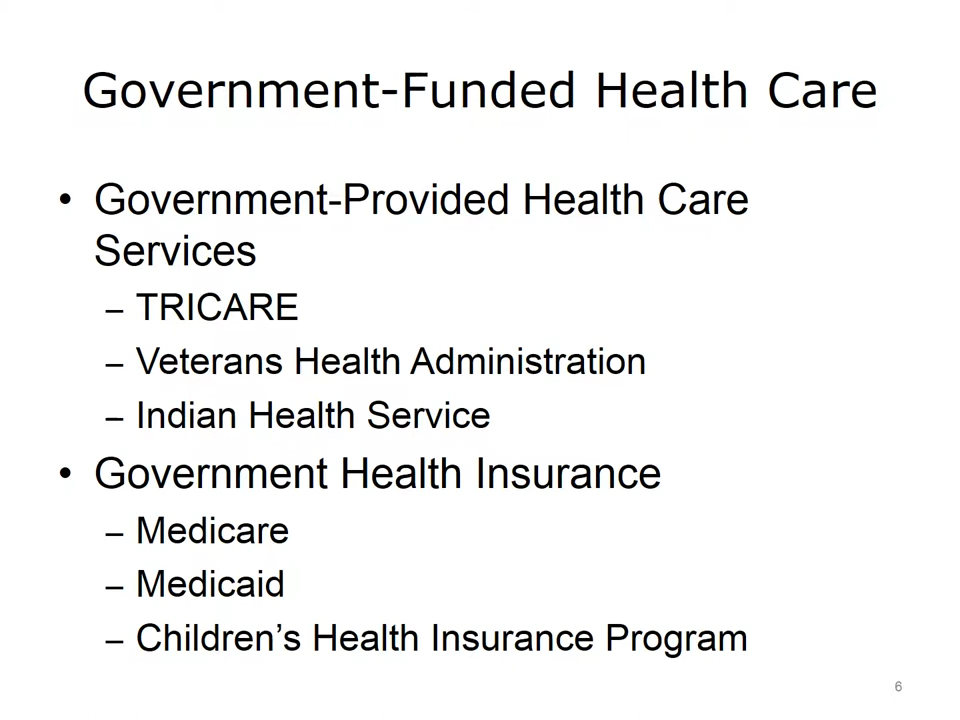 Government-Funded Health Care
• Government-Provided Health Care
Services
– TRICARE
– Veterans Health Administration
– Indian Health Service
• Government Health Insurance
– Medicare
– Medicaid
– Children’s Health Insurance Program
6